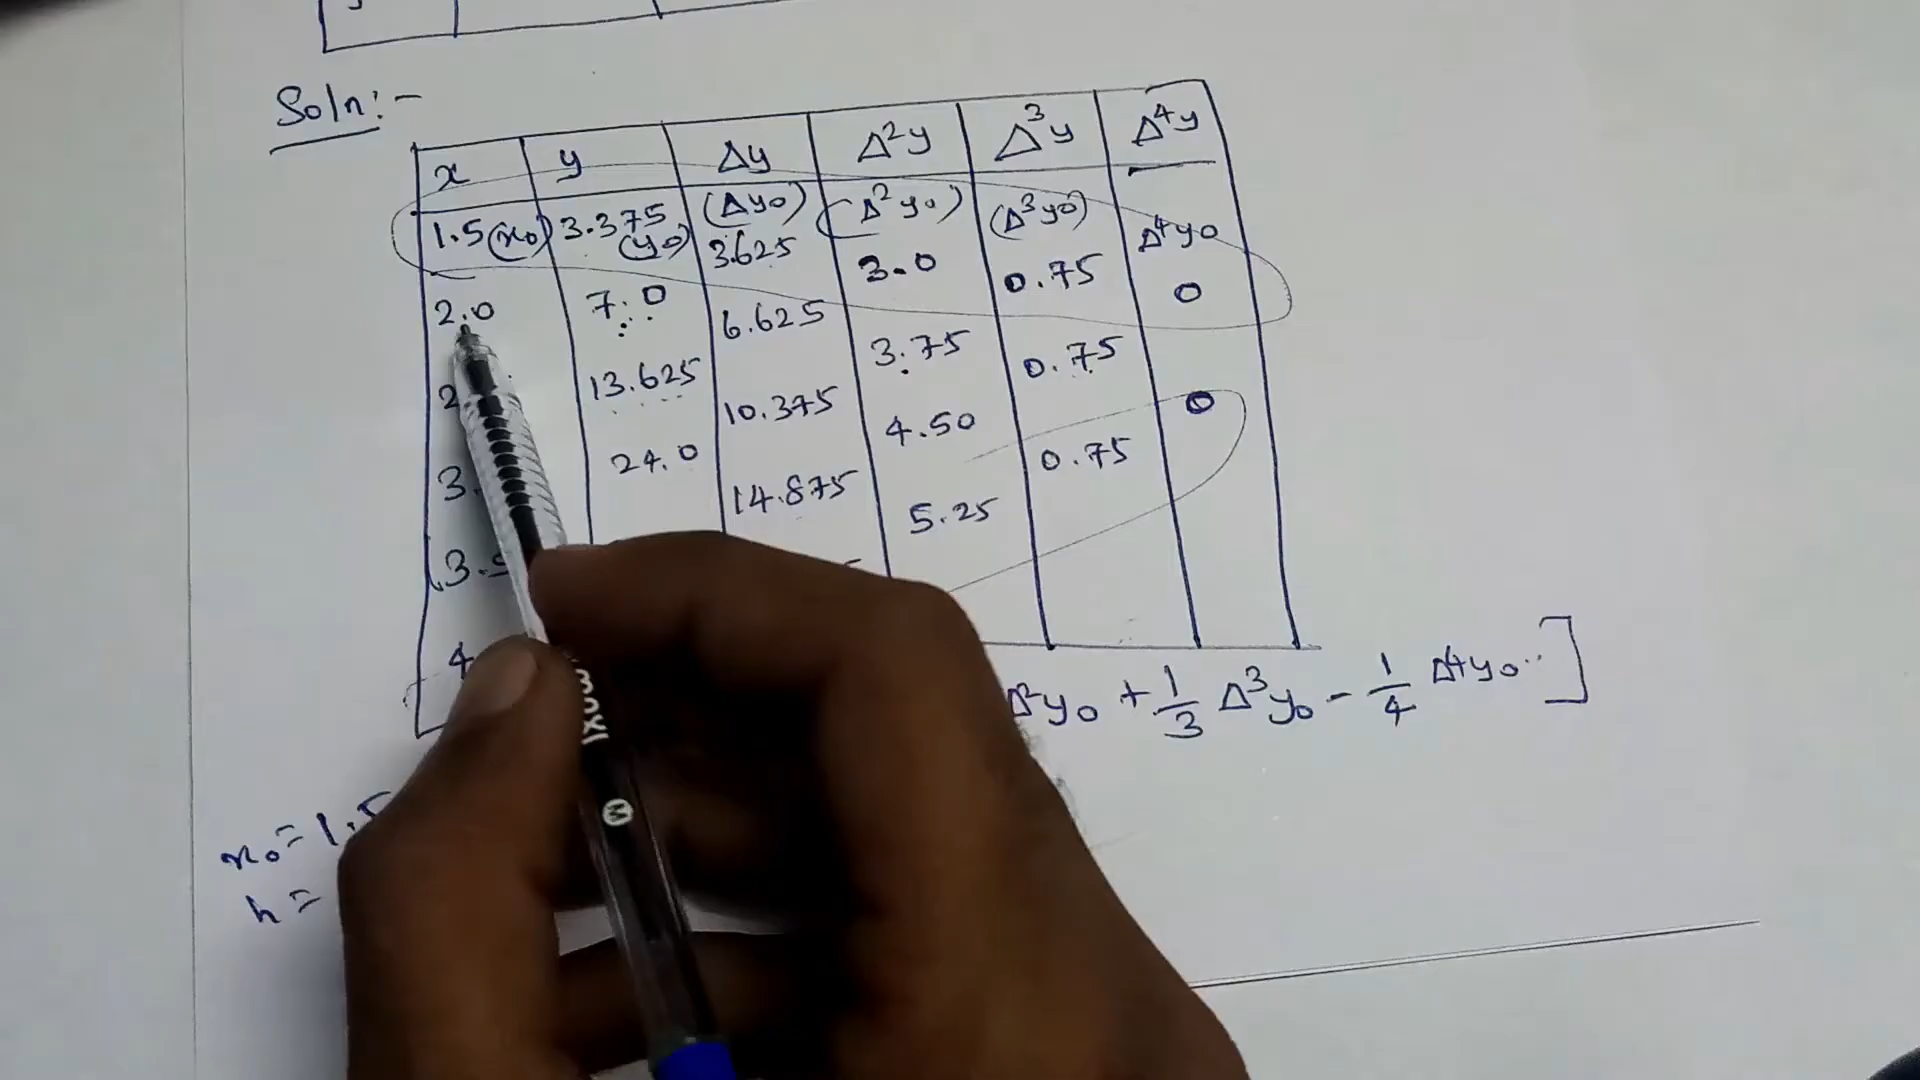 Soln:-
x y Δy Δ²y Δ³y Δ⁴y
1.5(x₀) 3.375 (y₀) (Δy₀) 3.625 (Δ²y₀) 3.0 (Δ³y₀) 0.75 Δ⁴y₀ 0
2.0 7.0 6.625 3.75 0.75 0
13.625 10.375 4.50 0.75
24.0 14.875 5.25
Δ²y₀ + 1/3 Δ³y₀ - 1/4 Δ⁴y₀..]
x₀ = 1.5
h =